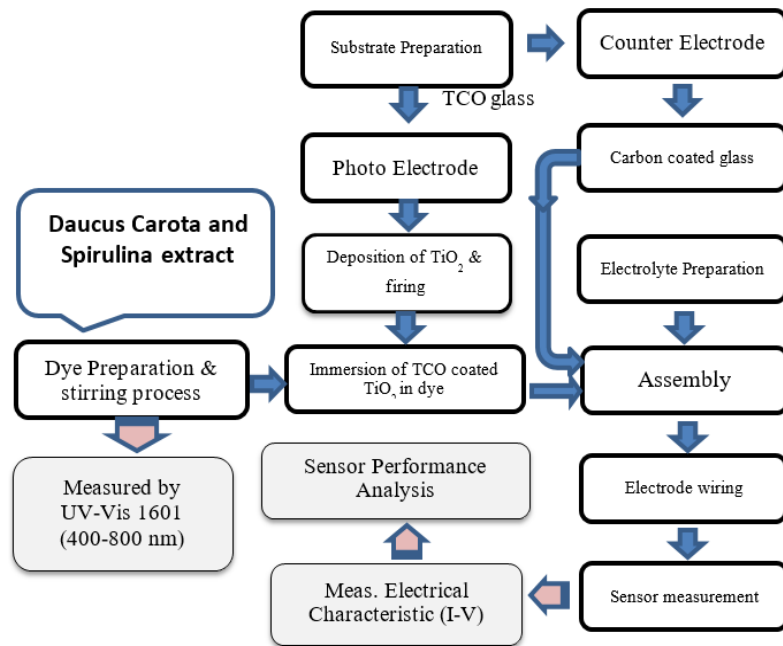 Substrate Preparation
Counter Electrode
TCO glass
Photo Electrode
Carbon coated glass
Daucus Carota and
Spirulina extract
Deposition of TiO₂ &
firing
Electrolyte Preparation
Dye Preparation &
stirring process
Immersion of TCO coated
TiO₂ in dye
Assembly
Measured by
UV-Vis 1601
(400-800 nm)
Sensor Performance
Analysis
Electrode wiring
Meas. Electrical
Characteristic (I-V)
Sensor measurement